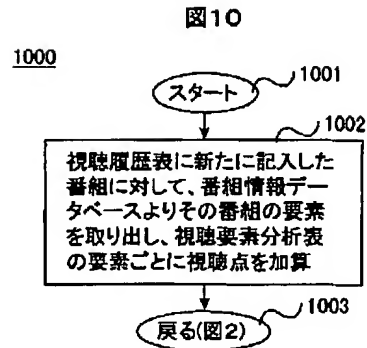 図10
1000
1001
スタート
1002
視聴履歴表に新たに記入した
番組に対して、番組情報デー
タベースよりその番組の要素
を取り出し、視聴要素分析表
の要素ごとに視聴点を加算
1003
戻る(図2)